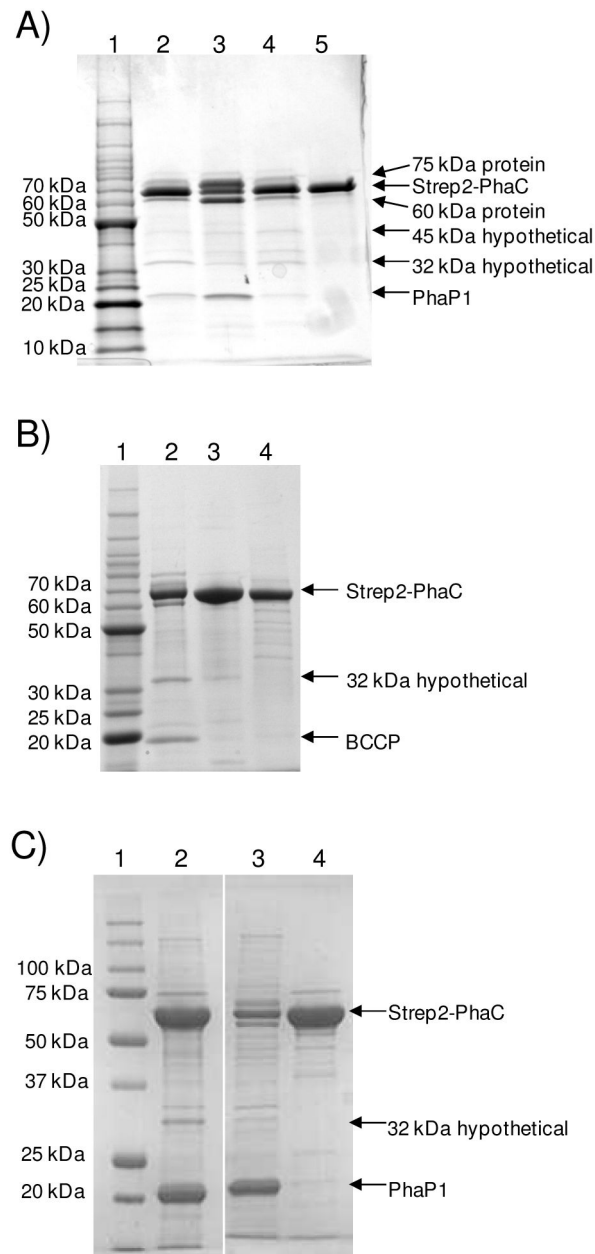 A)
1 2 3 4 5
70 kDa
60 kDa
50 kDa
30 kDa
25 kDa
20 kDa
10 kDa
75 kDa protein
Strep2-PhaC
60 kDa protein
45 kDa hypothetical
32 kDa hypothetical
PhaP1
B)
1 2 3 4
70 kDa
60 kDa
50 kDa
30 kDa
25 kDa
20 kDa
Strep2-PhaC
32 kDa hypothetical
BCCP
C)
1 2 3 4
100 kDa
75 kDa
50 kDa
37 kDa
25 kDa
20 kDa
Strep2-PhaC
32 kDa hypothetical
PhaP1